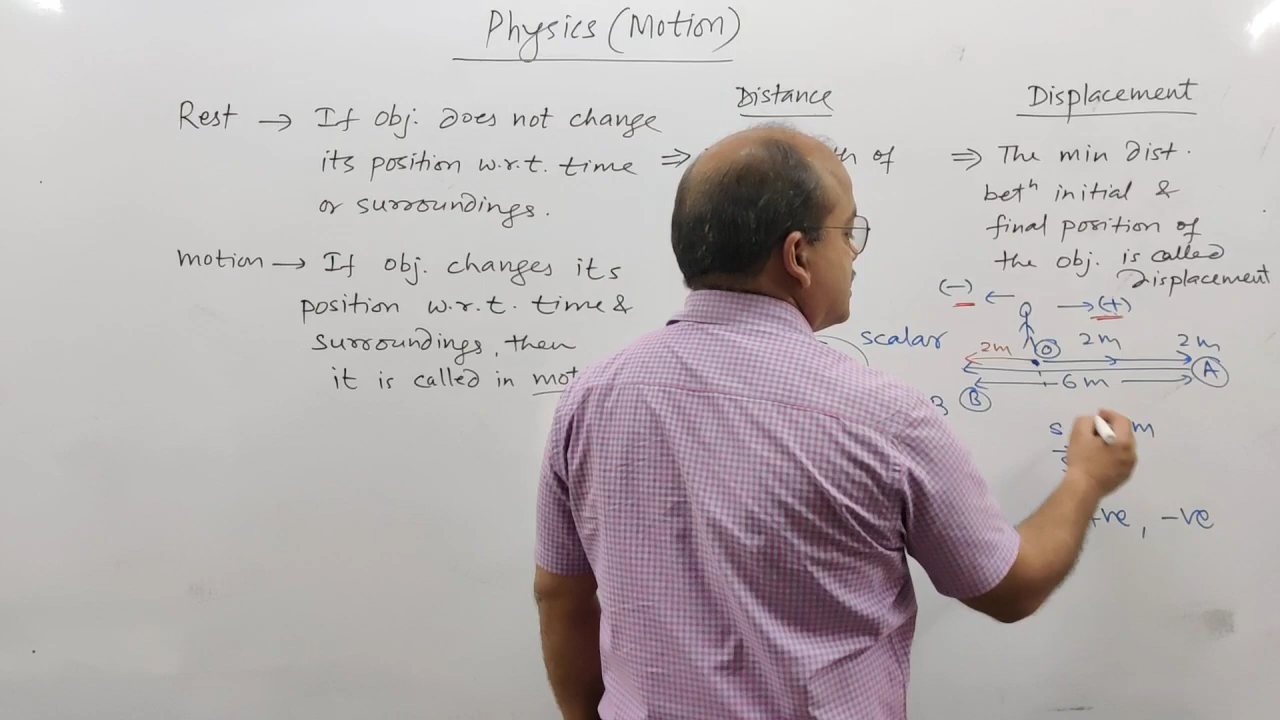 Physics (Motion)
Rest → If obj. does not change
its position w.r.t. time
or surroundings.
motion → If obj. changes its
position w.r.t. time &
surroundings, then
it is called in
Distance
⇒ of
scalar
Displacement
⇒ The min dist.
betⁿ initial &
final position of
the obj. is called
displacement
(−) ← → (+)
2m O 2m 2m
A
6m
B
s m
+ve, -ve